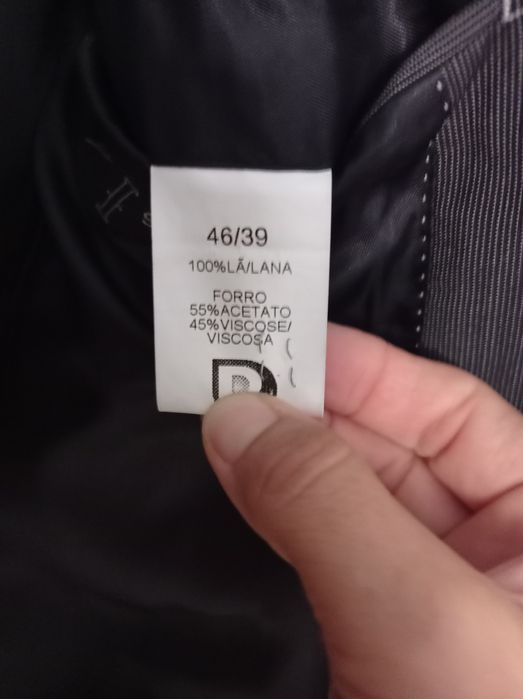 46/39
100%LÃ/LANA
FORRO
55%ACETATO
45%VISCOSE/
VISCOSA